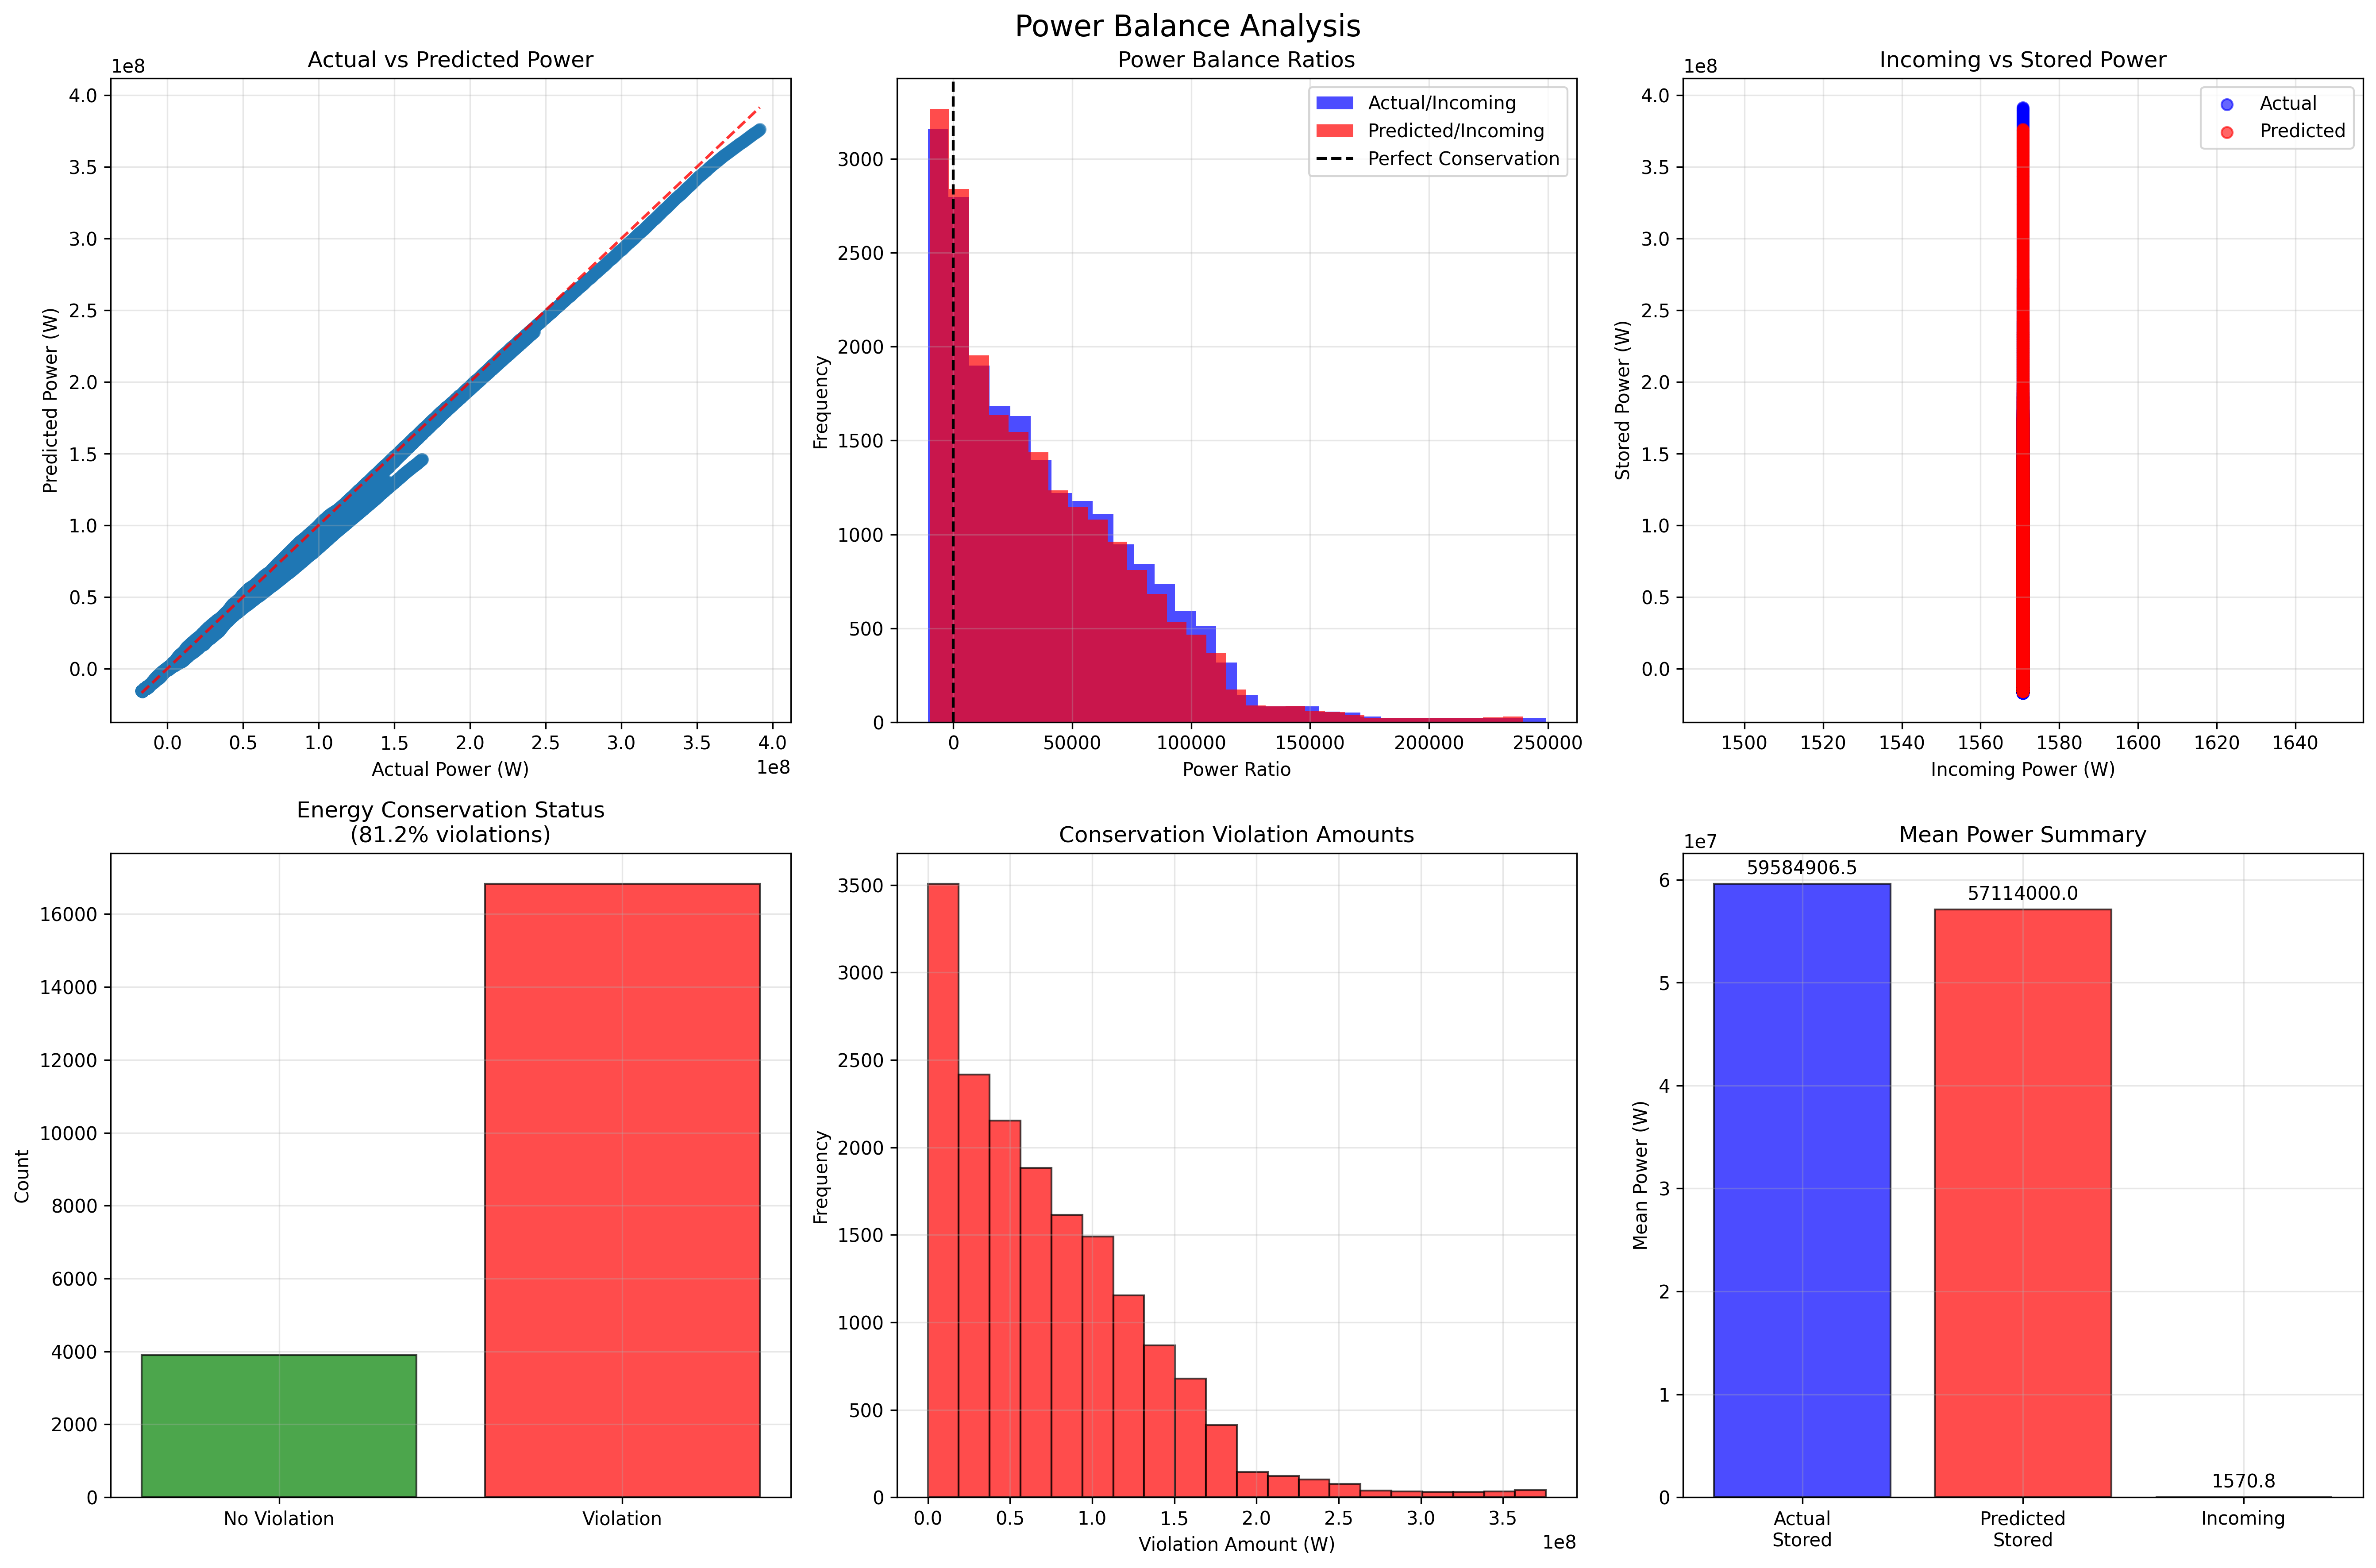 Power Balance Analysis
Actual vs Predicted Power
1e8
4.0
3.5
3.0
2.5
2.0
1.5
1.0
0.5
0.0
Predicted Power (W)
0.0 0.5 1.0 1.5 2.0 2.5 3.0 3.5 4.0
Actual Power (W)
1e8
Power Balance Ratios
Actual/Incoming
Predicted/Incoming
Perfect Conservation
3000
2500
2000
1500
1000
500
0
Frequency
0 50000 100000 150000 200000 250000
Power Ratio
Incoming vs Stored Power
1e8
Actual
Predicted
4.0
3.5
3.0
2.5
2.0
1.5
1.0
0.5
0.0
Stored Power (W)
1500 1520 1540 1560 1580 1600 1620 1640
Incoming Power (W)
Energy Conservation Status
(81.2% violations)
16000
14000
12000
10000
8000
6000
4000
2000
0
Count
No Violation Violation
Conservation Violation Amounts
3500
3000
2500
2000
1500
1000
500
0
Frequency
0.0 0.5 1.0 1.5 2.0 2.5 3.0 3.5
Violation Amount (W)
1e8
Mean Power Summary
1e7
59584906.5
57114000.0
1570.8
6
5
4
3
2
1
0
Mean Power (W)
Actual
Stored
Predicted
Stored
Incoming